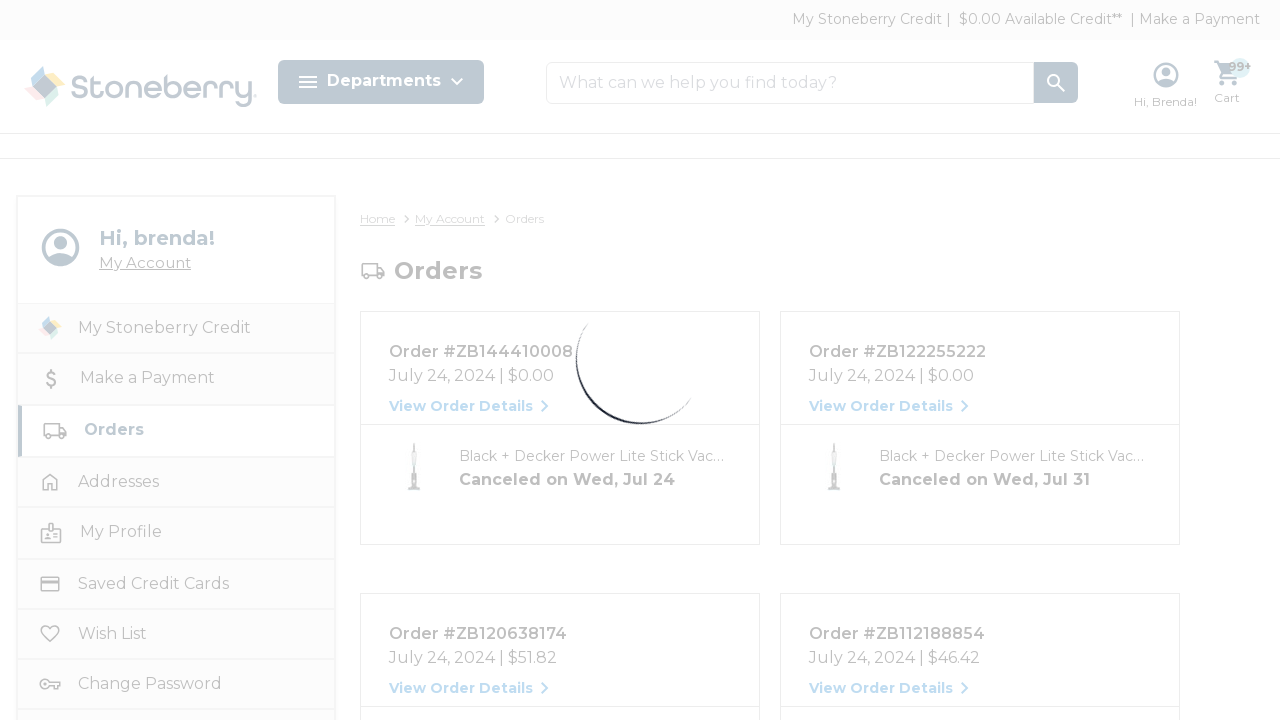 My Stoneberry Credit | $0.00 Available Credit** | Make a Payment
Stoneberry
Departments
What can we help you find today?
Hi, Brenda!
99+
Cart
Hi, brenda!
My Account
My Stoneberry Credit
Make a Payment
Orders
Addresses
My Profile
Saved Credit Cards
Wish List
Change Password
Home > My Account > Orders
Orders
Order #ZB144410008
July 24, 2024 | $0.00
View Order Details
Black + Decker Power Lite Stick Vac...
Canceled on Wed, Jul 24
Order #ZB122255222
July 24, 2024 | $0.00
View Order Details
Black + Decker Power Lite Stick Vac...
Canceled on Wed, Jul 31
Order #ZB120638174
July 24, 2024 | $51.82
View Order Details
Order #ZB112188854
July 24, 2024 | $46.42
View Order Details